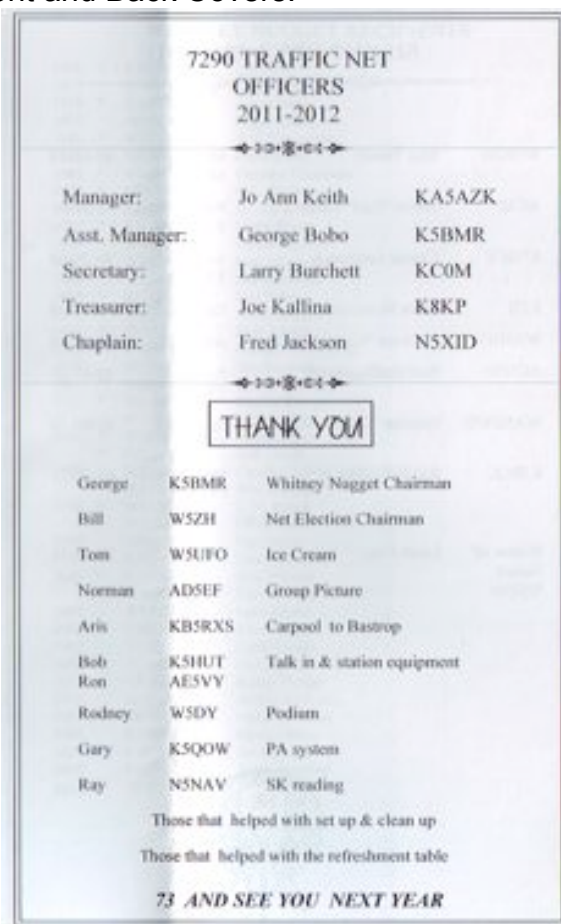 and Back Covers.
7290 TRAFFIC NET
OFFICERS
2011-2012
Manager: Jo Ann Keith KA5AZK
Asst. Manager: George Bobo K5BMR
Secretary: Larry Burchett KC0M
Treasurer: Joe Kallina K8KP
Chaplain: Fred Jackson N5XID
THANK YOU
George K5BMR Whitney Nugget Chairman
Bill W5ZH Net Election Chairman
Tom W5UFO Ice Cream
Norman AD5EF Group Picture
Aris KB5RXS Carpool to Bastrop
Bob K5HUT Talk in & station equipment
Ron AE5VY
Rodney W5DY Podium
Gary K5QOW PA system
Ray N5NAV SK reading
Those that helped with set up & clean up
Those that helped with the refreshment table
73 AND SEE YOU NEXT YEAR